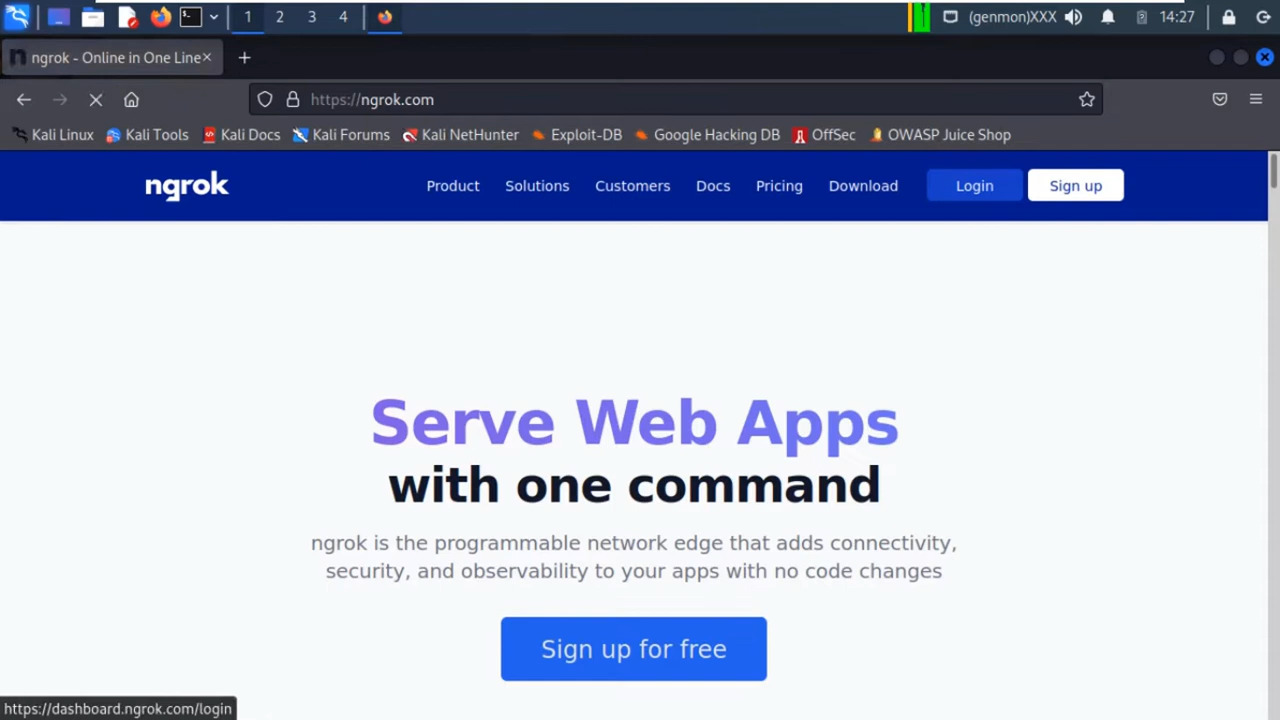 1 2 3 4 (genmon)XXX 14:27
ngrok - Online in One Line
https://ngrok.com
Kali Linux Kali Tools Kali Docs Kali Forums Kali NetHunter Exploit-DB Google Hacking DB OffSec OWASP Juice Shop
ngrok Product Solutions Customers Docs Pricing Download Login Sign up
Serve Web Apps
with one command
ngrok is the programmable network edge that adds connectivity,
security, and observability to your apps with no code changes
Sign up for free
https://dashboard.ngrok.com/login